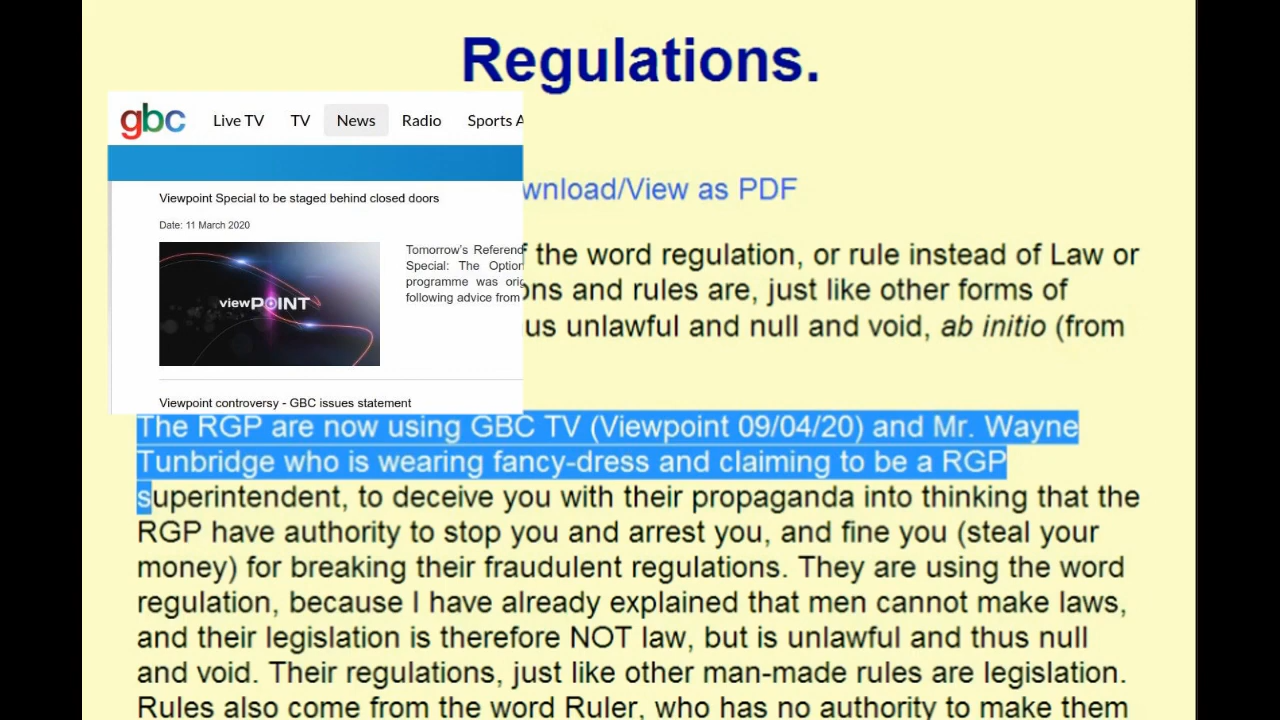 Regulations.
gbc Live TV TV News Radio Sports A
Viewpoint Special to be staged behind closed doors
Date: 11 March 2020
Tomorrow's Referend
Special: The Option
programme was orig
following advice from
viewPOINT
Viewpoint controversy - GBC issues statement
wnload/View as PDF
f the word regulation, or rule instead of Law or
ons and rules are, just like other forms of
us unlawful and null and void, ab initio (from
The RGP are now using GBC TV (Viewpoint 09/04/20) and Mr. Wayne
Tunbridge who is wearing fancy-dress and claiming to be a RGP
superintendent, to deceive you with their propaganda into thinking that the
RGP have authority to stop you and arrest you, and fine you (steal your
money) for breaking their fraudulent regulations. They are using the word
regulation, because I have already explained that men cannot make laws,
and their legislation is therefore NOT law, but is unlawful and thus null
and void. Their regulations, just like other man-made rules are legislation.
Rules also come from the word Ruler, who has no authority to make them